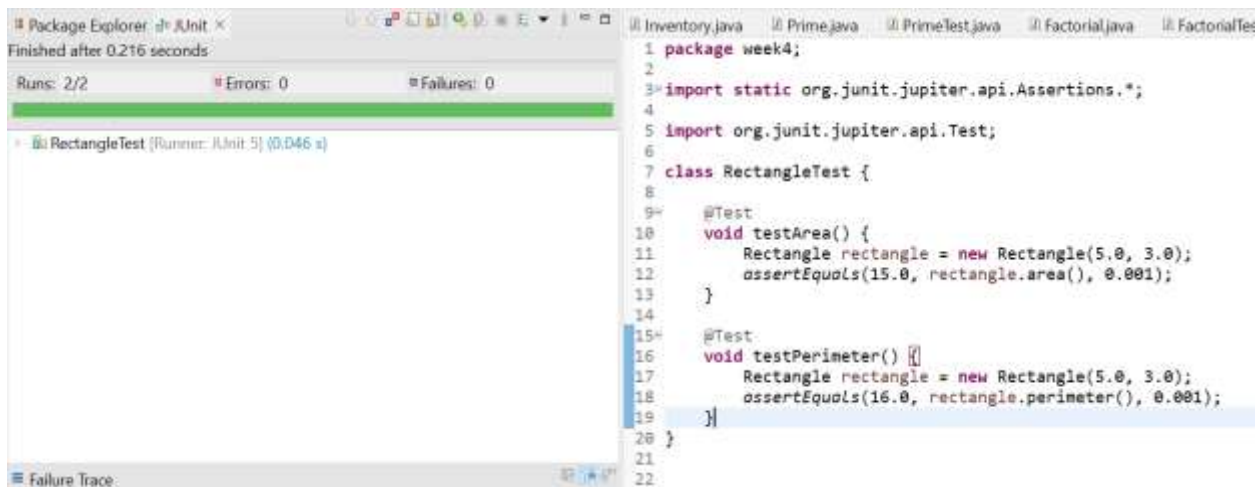 Package Explorer JUnit ×
Finished after 0.216 seconds
Runs: 2/2 Errors: 0 Failures: 0
RectangleTest [Runner: JUnit 5] (0.046 s)
Failure Trace
Inventory.java Prime.java PrimeTest.java Factorial.java FactorialTes
1 package week4;
2
3 import static org.junit.jupiter.api.Assertions.*;
4
5 import org.junit.jupiter.api.Test;
6
7 class RectangleTest {
8
9 @Test
10 void testArea() {
11 Rectangle rectangle = new Rectangle(5.0, 3.0);
12 assertEquals(15.0, rectangle.area(), 0.001);
13 }
14
15 @Test
16 void testPerimeter() {
17 Rectangle rectangle = new Rectangle(5.0, 3.0);
18 assertEquals(16.0, rectangle.perimeter(), 0.001);
19 }
20 }
21
22